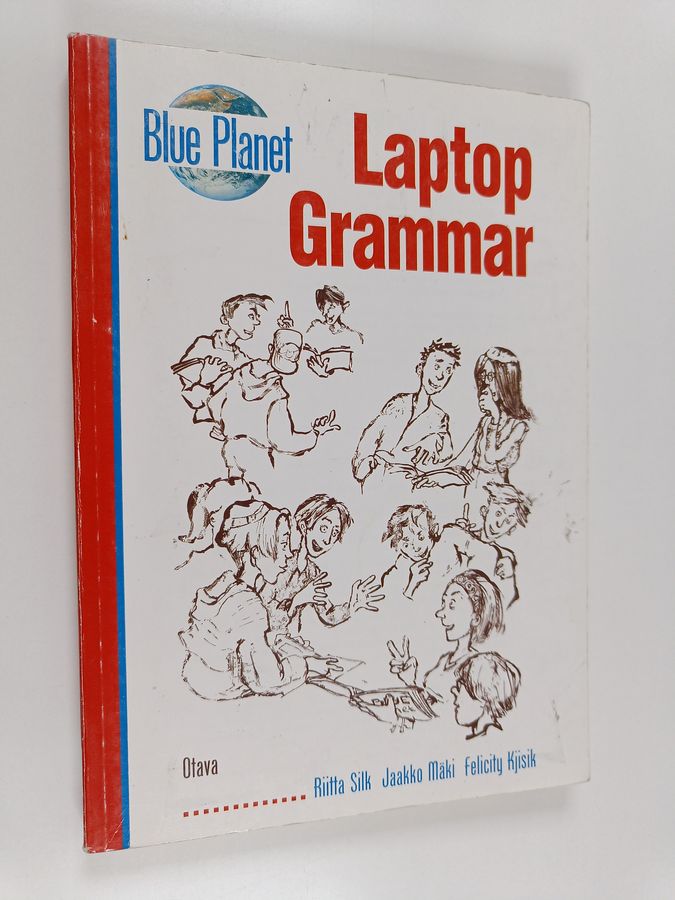 Blue Planet
Laptop
Grammar
Otava
Riitta Silk Jaakko Mäki Felicity Kjisik